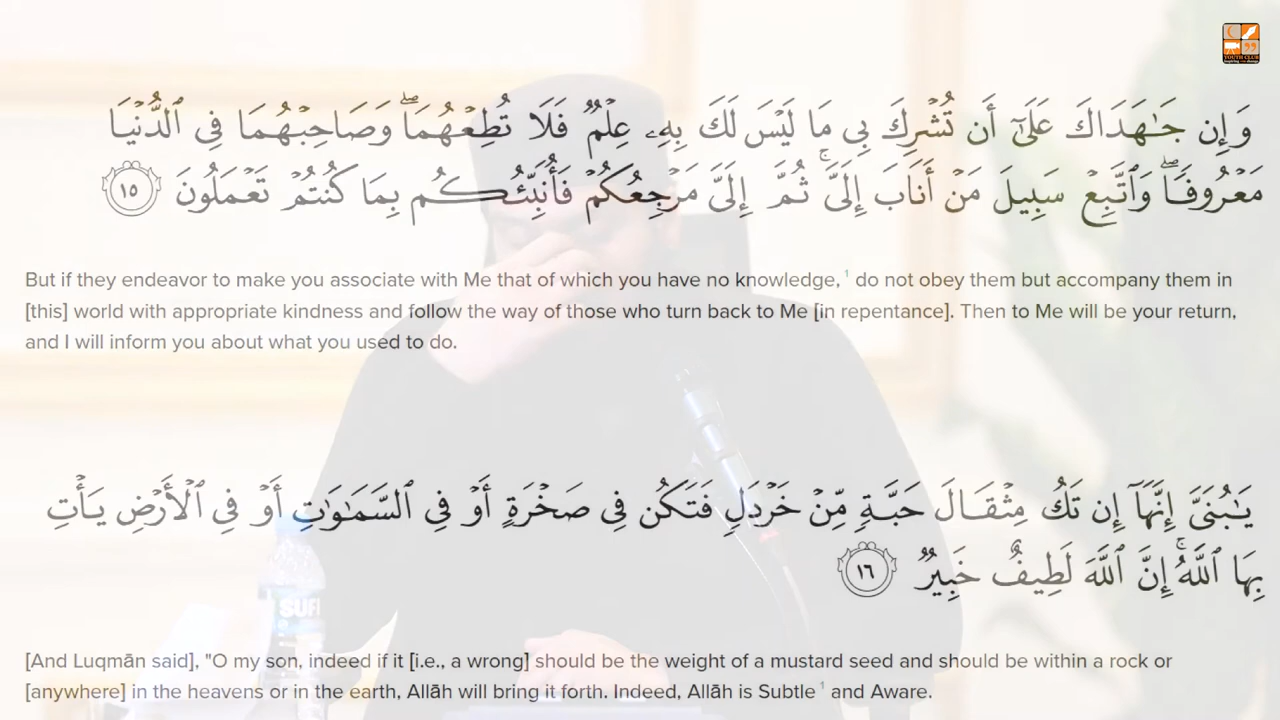 YOUTH CLUB
وَإِن جَـٰهَدَاكَ عَلَىٰٓ أَن تُشْرِكَ بِى مَا لَيْسَ لَكَ بِهِۦ عِلْمٌۭ فَلَا تُطِعْهُمَا ۖ وَصَاحِبْهُمَا فِى ٱلدُّنْيَا
مَعْرُوفًۭا ۖ وَٱتَّبِعْ سَبِيلَ مَنْ أَنَابَ إِلَىَّ ۚ ثُمَّ إِلَىَّ مَرْجِعُكُمْ فَأُنَبِّئُكُم بِمَا كُنتُمْ تَعْمَلُونَ ١٥
But if they endeavor to make you associate with Me that of which you have no knowledge,¹ do not obey them but accompany them in
[this] world with appropriate kindness and follow the way of those who turn back to Me [in repentance]. Then to Me will be your return,
and I will inform you about what you used to do.
يَـٰبُنَىَّ إِنَّهَآ إِن تَكُ مِثْقَالَ حَبَّةٍۢ مِّنْ خَرْدَلٍۢ فَتَكُن فِى صَخْرَةٍ أَوْ فِى ٱلسَّمَـٰوَٰتِ أَوْ فِى ٱلْأَرْضِ يَأْتِ
بِهَا ٱللَّهُ ۚ إِنَّ ٱللَّهَ لَطِيفٌ خَبِيرٌۭ ١٦
SUFI
[And Luqmān said], "O my son, indeed if it [i.e., a wrong] should be the weight of a mustard seed and should be within a rock or
[anywhere] in the heavens or in the earth, Allāh will bring it forth. Indeed, Allāh is Subtle¹ and Aware.